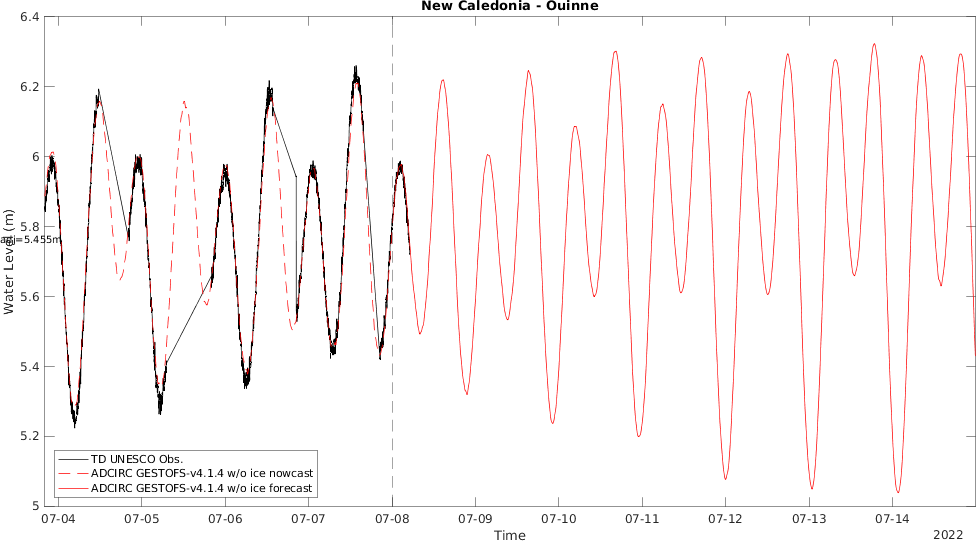 New Caledonia - Ouinne
6.4
6.2
6
5.8
5.6
5.4
5.2
5
Water Level (m)
=5.455m
TD UNESCO Obs.
ADCIRC GESTOFS-v4.1.4 w/o ice nowcast
ADCIRC GESTOFS-v4.1.4 w/o ice forecast
07-04
07-05
07-06
07-07
07-08
07-09
07-10
07-11
07-12
07-13
07-14
Time
2022